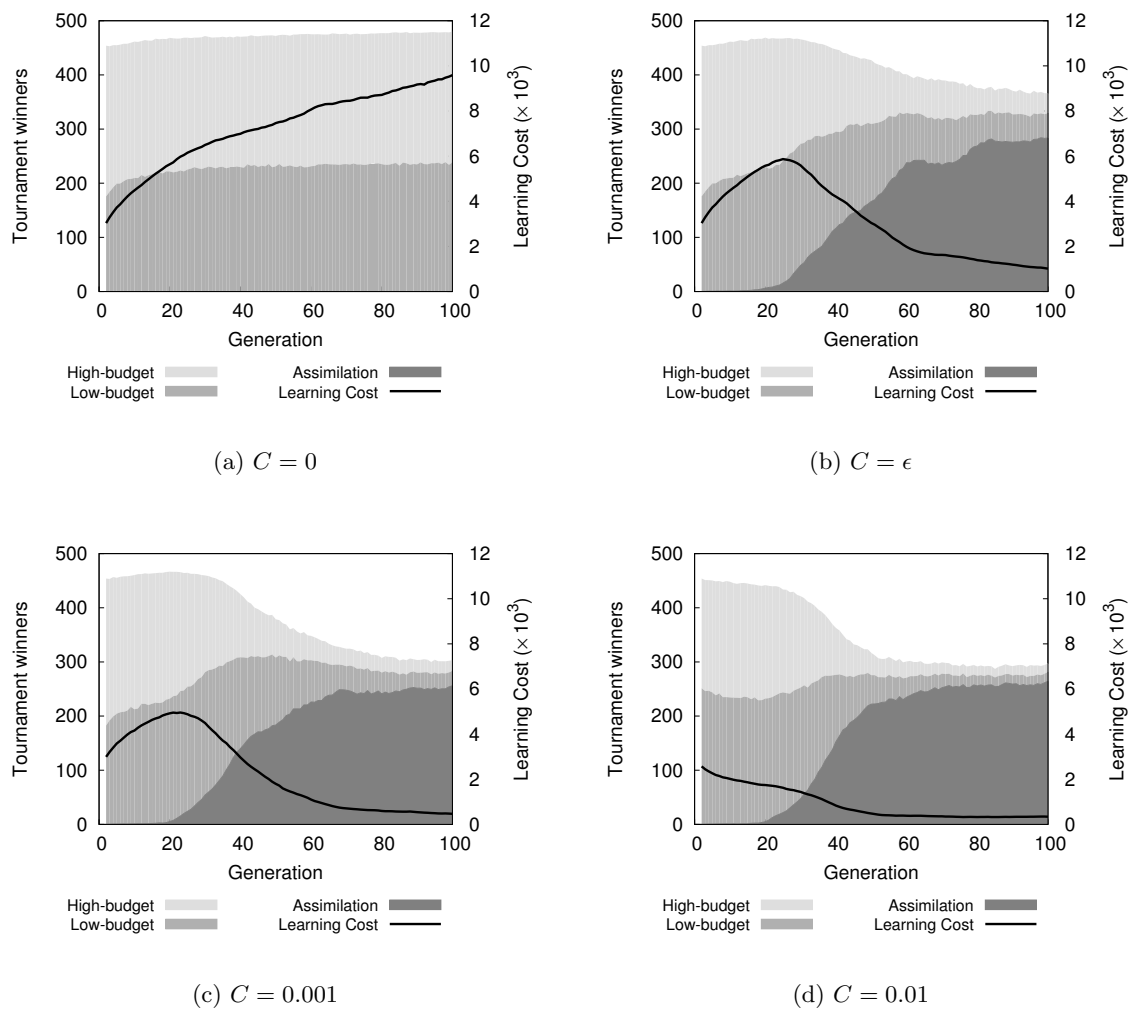 500
400
300
200
100
0
Tournament winners
12
10
8
6
4
2
0
Learning Cost (× 10³)
0 20 40 60 80 100
Generation
High-budget
Low-budget
Assimilation
Learning Cost
(a) C = 0
500
400
300
200
100
0
Tournament winners
12
10
8
6
4
2
0
Learning Cost (× 10³)
0 20 40 60 80 100
Generation
High-budget
Low-budget
Assimilation
Learning Cost
(b) C = ϵ
500
400
300
200
100
0
Tournament winners
12
10
8
6
4
2
0
Learning Cost (× 10³)
0 20 40 60 80 100
Generation
High-budget
Low-budget
Assimilation
Learning Cost
(c) C = 0.001
500
400
300
200
100
0
Tournament winners
12
10
8
6
4
2
0
Learning Cost (× 10³)
0 20 40 60 80 100
Generation
High-budget
Low-budget
Assimilation
Learning Cost
(d) C = 0.01